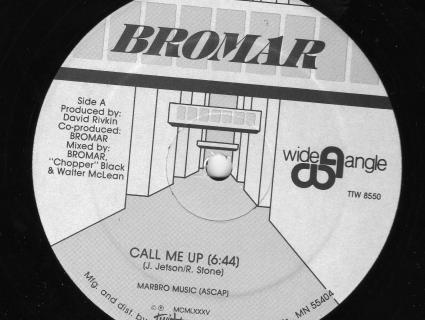 BROMAR
Side A
Produced by:
David Rivkin
Co-produced:
BROMAR
Mixed by:
BROMAR,
"Chopper" Black
& Walter McLean
wide angle
TTW 8550
CALL ME UP (6:44)
(J. Jetson/R. Stone)
MARBRO MUSIC (ASCAP)
© ℗ MCMLXXXV
Mfg. and dist. by
MN 55404